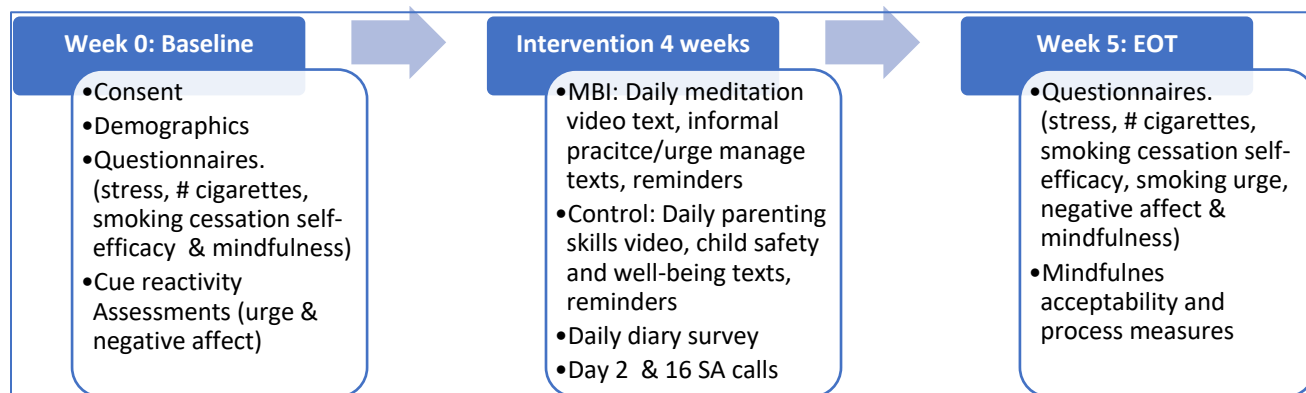 Week 0: Baseline
•Consent
•Demographics
•Questionnaires.
(stress, # cigarettes,
smoking cessation self-
efficacy & mindfulness)
•Cue reactivity
Assessments (urge &
negative affect)
Intervention 4 weeks
•MBI: Daily meditation
video text, informal
pracitce/urge manage
texts, reminders
•Control: Daily parenting
skills video, child safety
and well-being texts,
reminders
•Daily diary survey
•Day 2 & 16 SA calls
Week 5: EOT
•Questionnaires.
(stress, # cigarettes,
smoking cessation self-
efficacy, smoking urge,
negative affect &
mindfulness)
•Mindfulnes
acceptability and
process measures